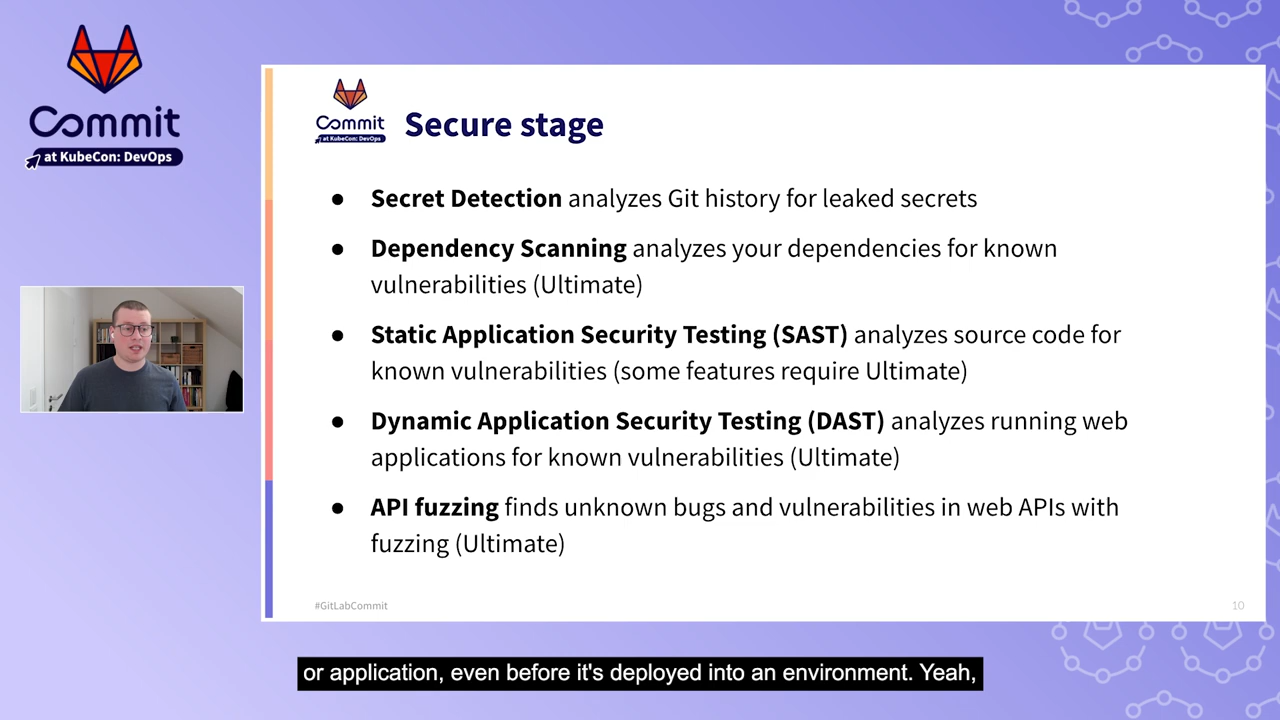 Commit
at KubeCon: DevOps
Commit
at KubeCon: DevOps
Secure stage
● Secret Detection analyzes Git history for leaked secrets
● Dependency Scanning analyzes your dependencies for known
vulnerabilities (Ultimate)
● Static Application Security Testing (SAST) analyzes source code for
known vulnerabilities (some features require Ultimate)
● Dynamic Application Security Testing (DAST) analyzes running web
applications for known vulnerabilities (Ultimate)
● API fuzzing finds unknown bugs and vulnerabilities in web APIs with
fuzzing (Ultimate)
#GitLabCommit
10
or application, even before it's deployed into an environment. Yeah,